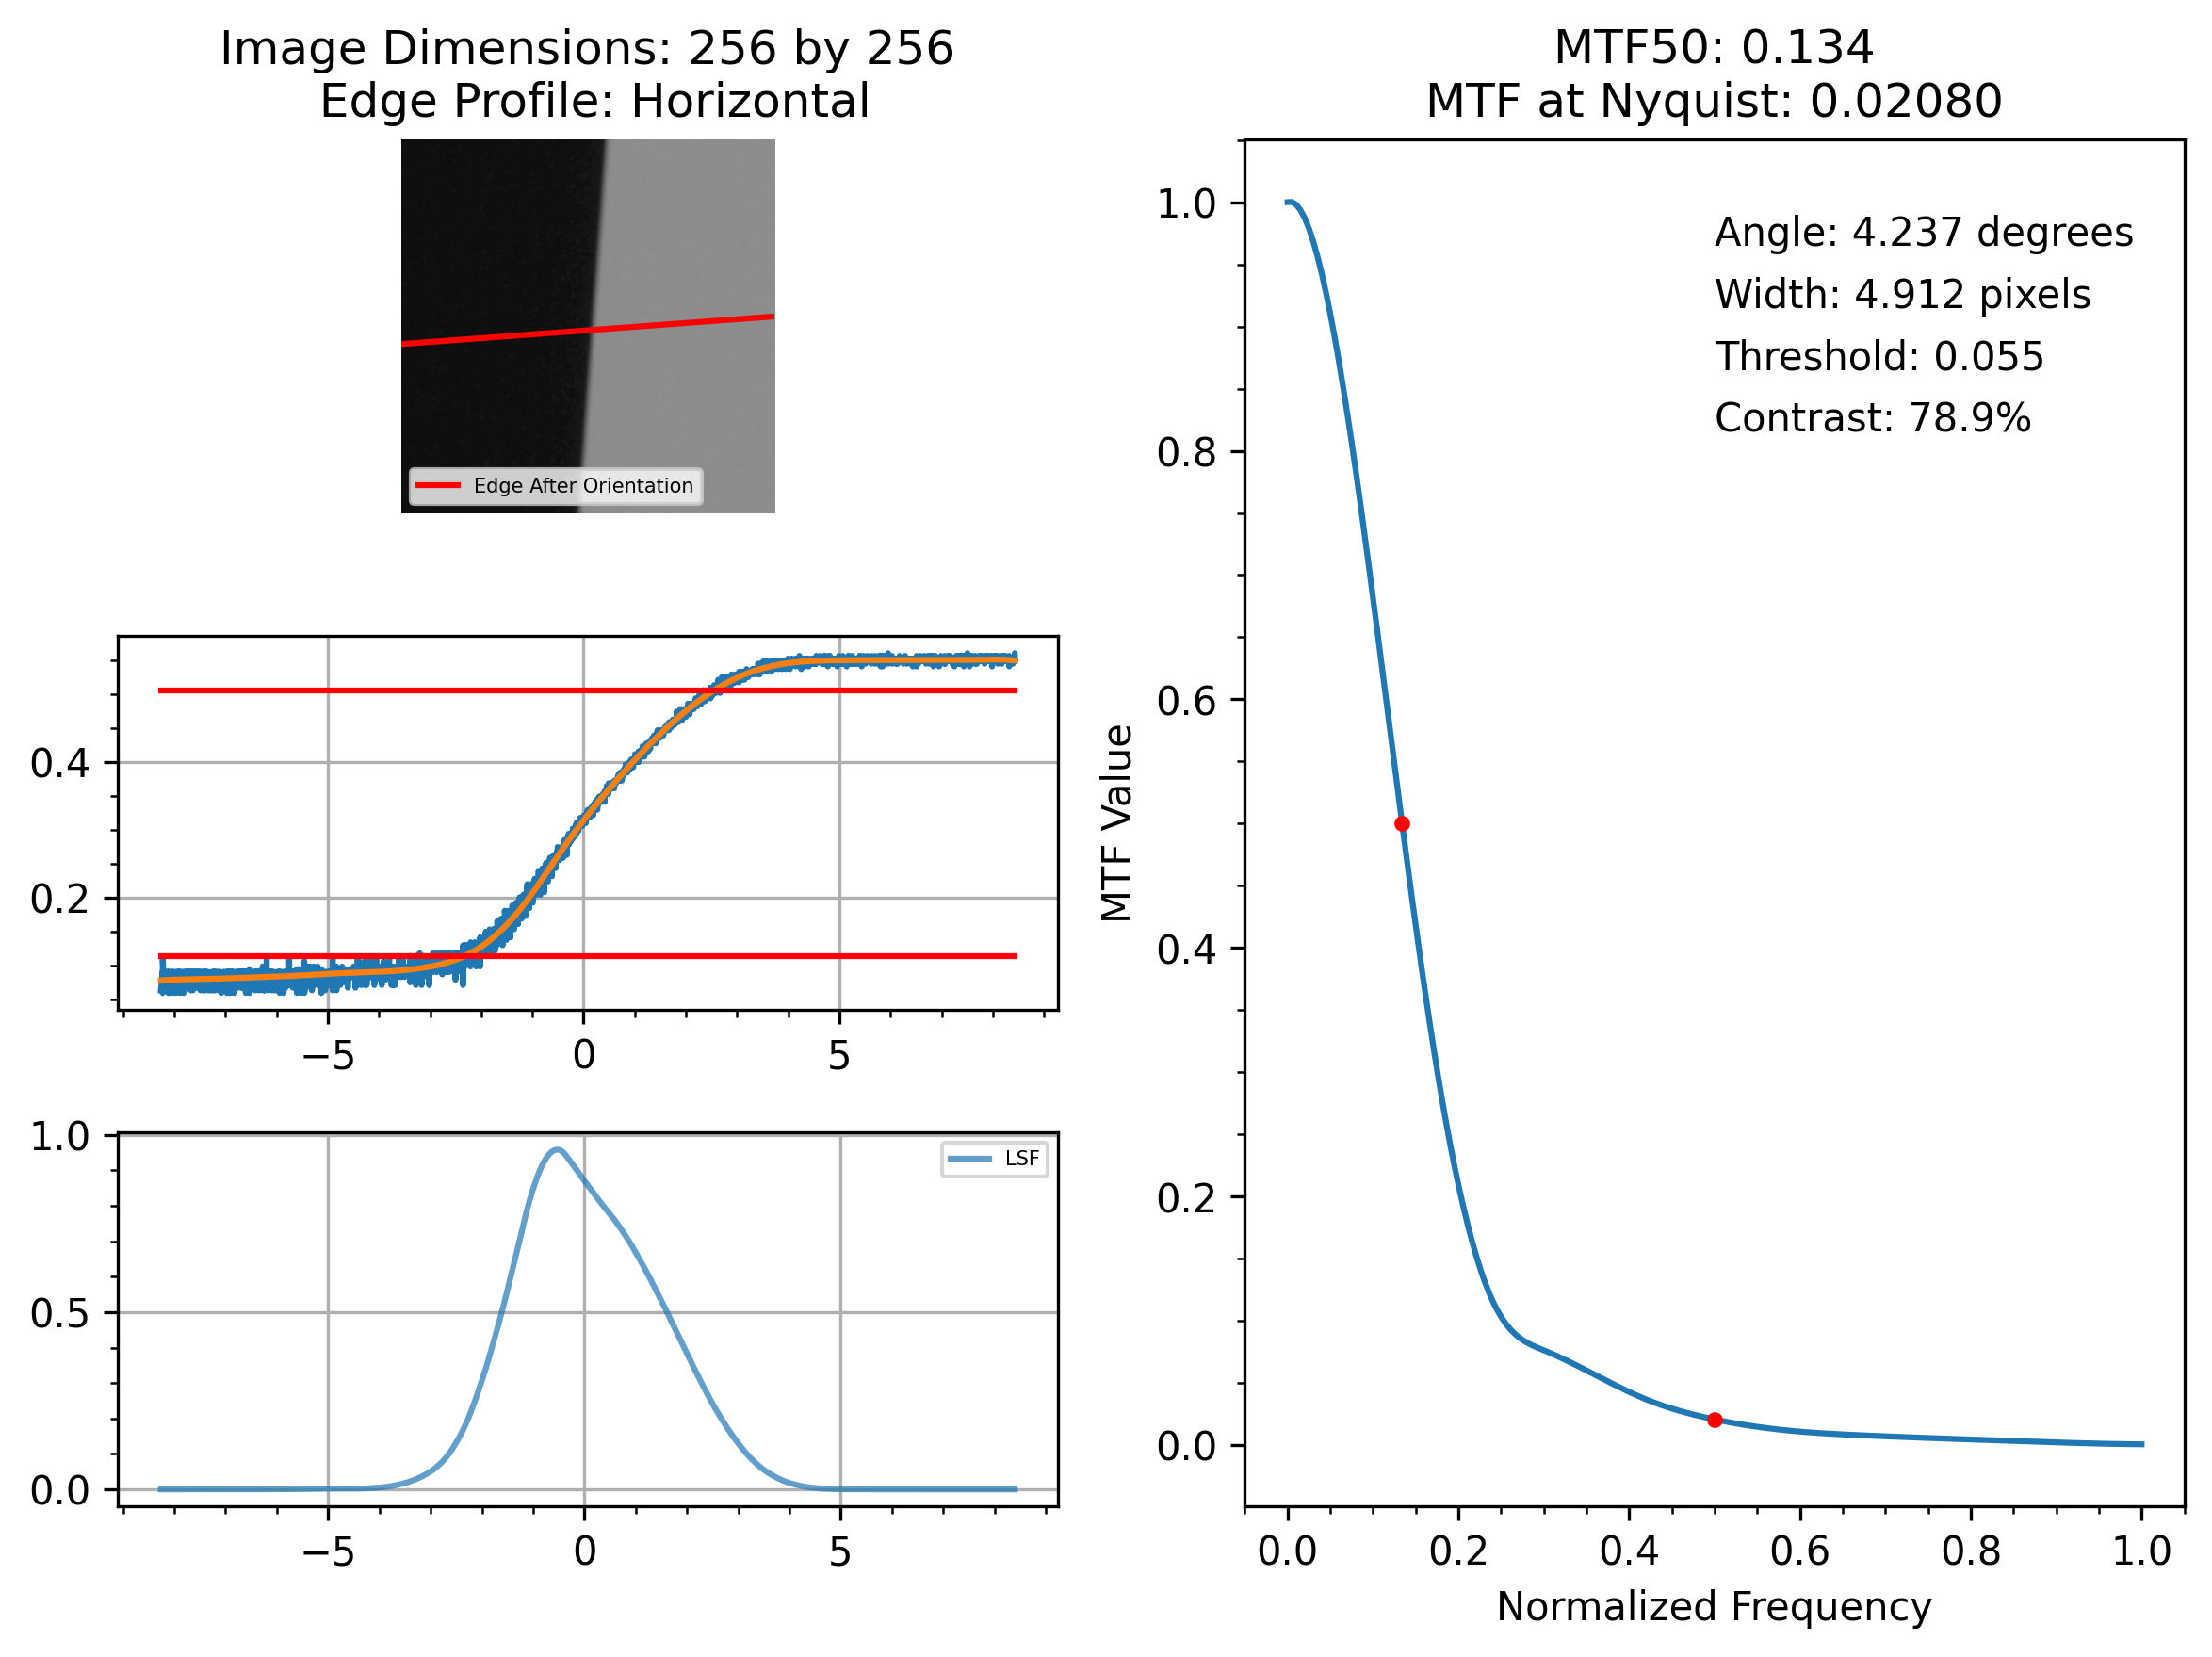 Image Dimensions: 256 by 256
Edge Profile: Horizontal
Edge After Orientation
0.4
0.2
−5 0 5
1.0
0.5
0.0
LSF
−5 0 5
MTF50: 0.134
MTF at Nyquist: 0.02080
Angle: 4.237 degrees
Width: 4.912 pixels
Threshold: 0.055
Contrast: 78.9%
MTF Value
1.0
0.8
0.6
0.4
0.2
0.0
0.0 0.2 0.4 0.6 0.8 1.0
Normalized Frequency